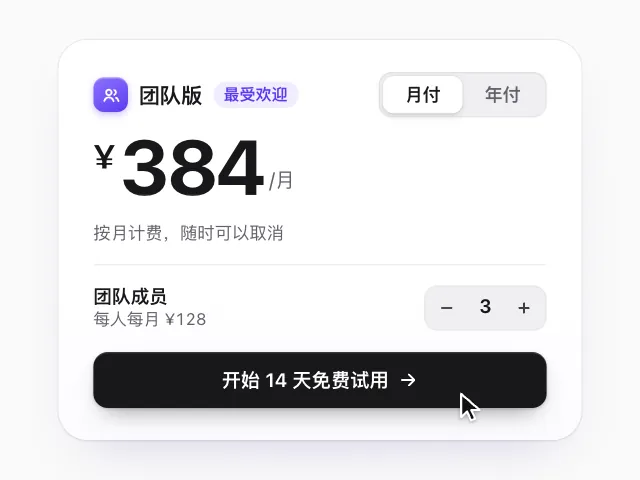 团队版 最受欢迎 月付 年付
¥384/月
按月计费，随时可以取消
团队成员
每人每月 ¥128
− 3 +
开始 14 天免费试用 →